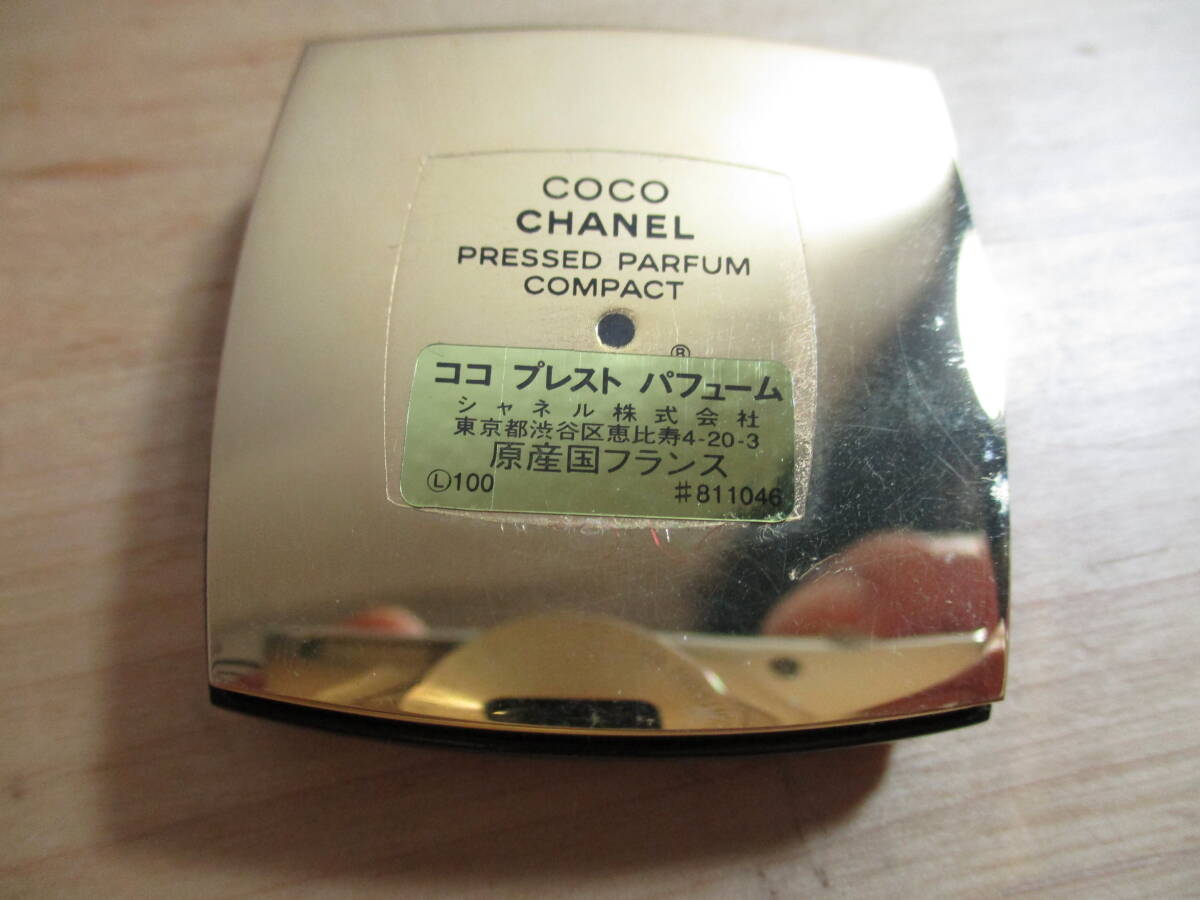 COCO
CHANEL
PRESSED PARFUM
COMPACT
®
ココ プレスト パフューム
シャネル株式会社
東京都渋谷区恵比寿4-20-3
原産国フランス
Ⓛ100 #811046